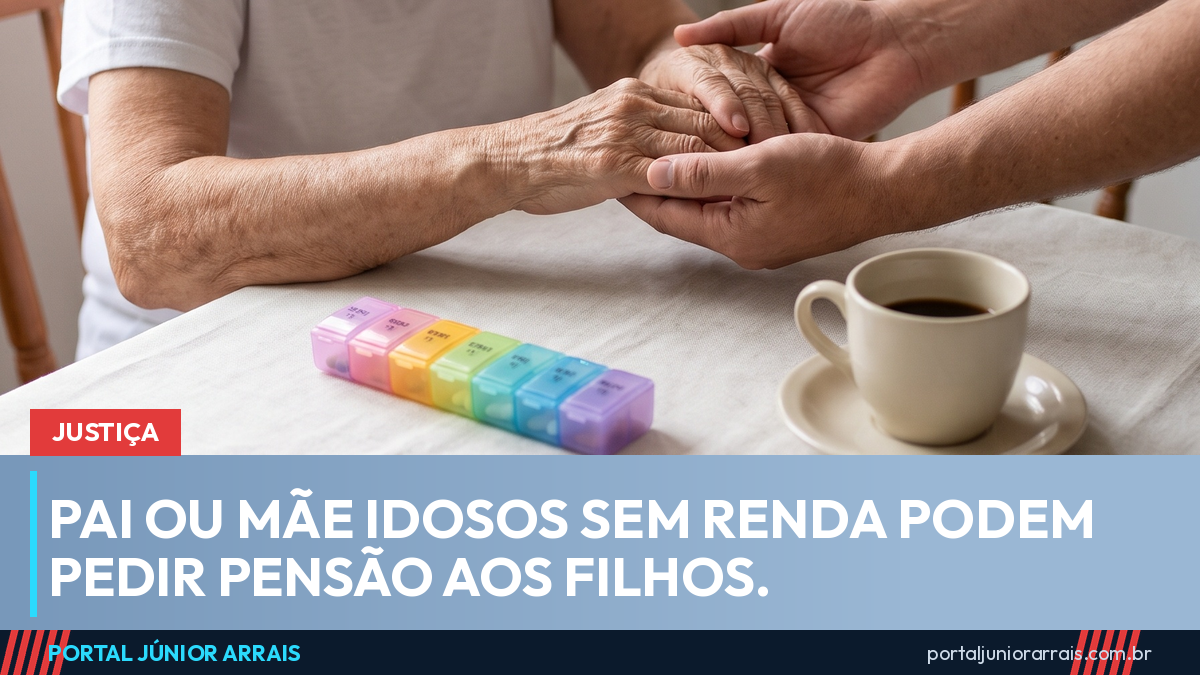 JUSTIÇA
PAI OU MÃE IDOSOS SEM RENDA PODEM
PEDIR PENSÃO AOS FILHOS.
PORTAL JÚNIOR ARRAIS
portaljuniorarrais.com.br